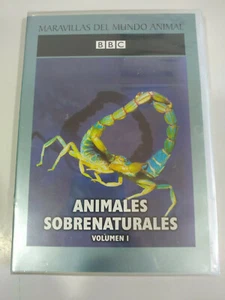 MARAVILLAS DEL MUNDO ANIMAL
BBC
ANIMALES
SOBRENATURALES
VOLUMEN I